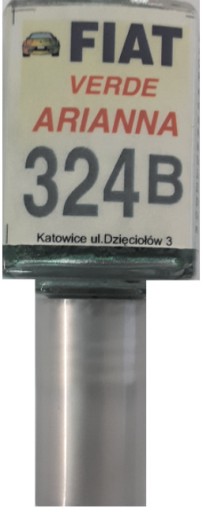 FIAT
VERDE
ARIANNA
324B
Katowice ul.Dzięciołów 3